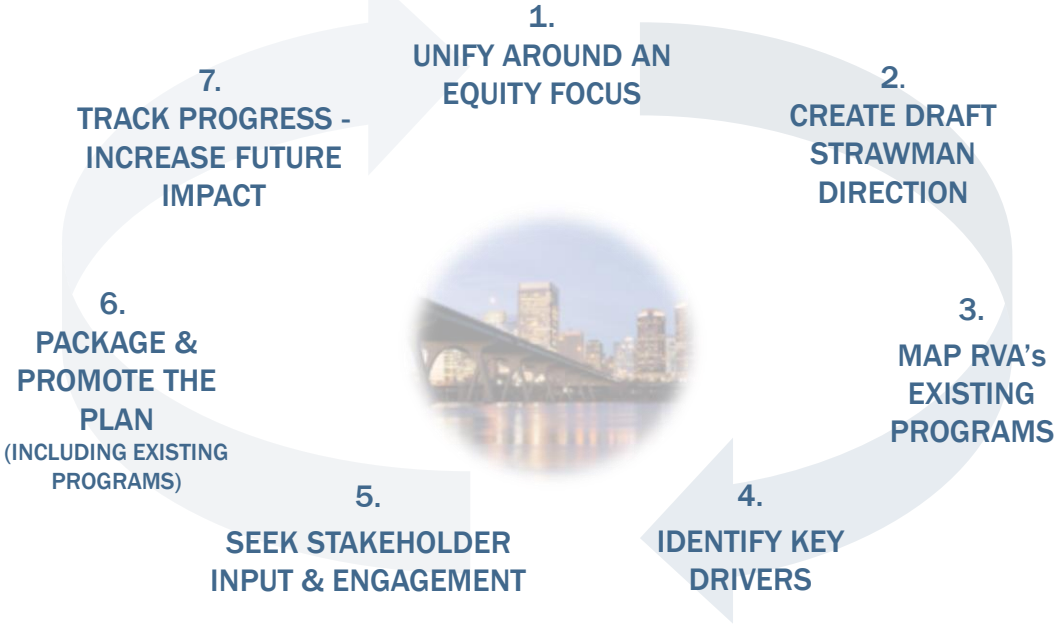 1.
UNIFY AROUND AN
EQUITY FOCUS
2.
CREATE DRAFT
STRAWMAN
DIRECTION
3.
MAP RVA's
EXISTING
PROGRAMS
4.
IDENTIFY KEY
DRIVERS
5.
SEEK STAKEHOLDER
INPUT & ENGAGEMENT
6.
PACKAGE &
PROMOTE THE
PLAN
(INCLUDING EXISTING
PROGRAMS)
7.
TRACK PROGRESS -
INCREASE FUTURE
IMPACT